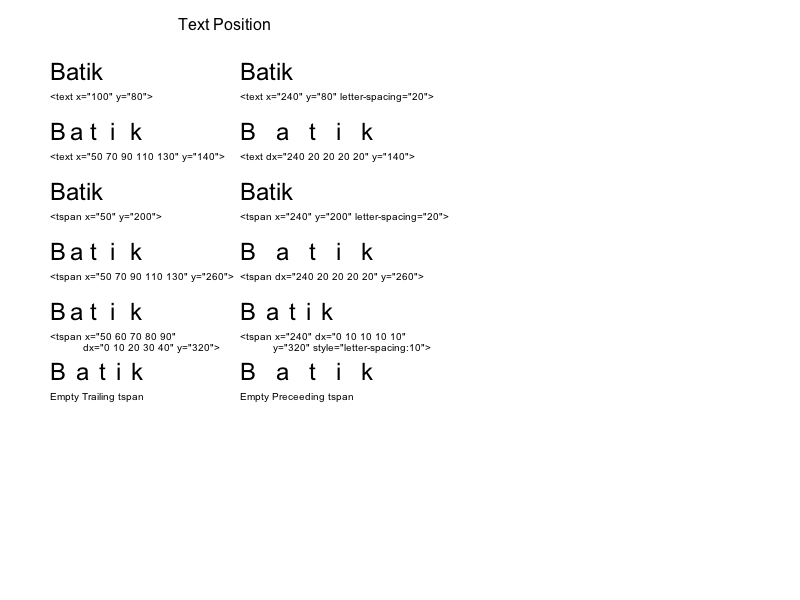 Text Position
Batik
Batik
<text x="100" y="80">
<text x="240" y="80" letter-spacing="20">
B a t i k
B a t i k
<text x="50 70 90 110 130" y="140">
<text dx="240 20 20 20 20" y="140">
Batik
Batik
<tspan x="50" y="200">
<tspan x="240" y="200" letter-spacing="20">
B a t i k
B a t i k
<tspan x="50 70 90 110 130" y="260">
<tspan dx="240 20 20 20 20" y="260">
B a t i k
B a t i k
<tspan x="50 60 70 80 90"
dx="0 10 20 30 40" y="320">
<tspan x="240" dx="0 10 10 10 10"
y="320" style="letter-spacing:10">
B a t i k
B a t i k
Empty Trailing tspan
Empty Preceeding tspan